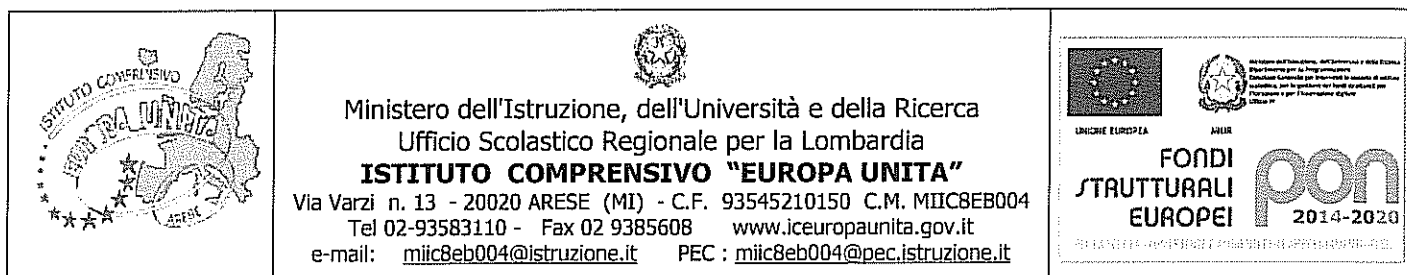 ISTITUTO COMPRENSIVO
EUROPA UNITA
ARESE
Ministero dell'Istruzione, dell'Università e della Ricerca
Ufficio Scolastico Regionale per la Lombardia
ISTITUTO COMPRENSIVO "EUROPA UNITA"
Via Varzi n. 13 - 20020 ARESE (MI) - C.F. 93545210150 C.M. MIIC8EB004
Tel 02-93583110 - Fax 02 9385608 www.iceuropaunita.gov.it
e-mail: miic8eb004@istruzione.it PEC : miic8eb004@pec.istruzione.it
UNIONE EUROPEA
MIUR
FONDI
STRUTTURALI
EUROPEI
pon
2014-2020